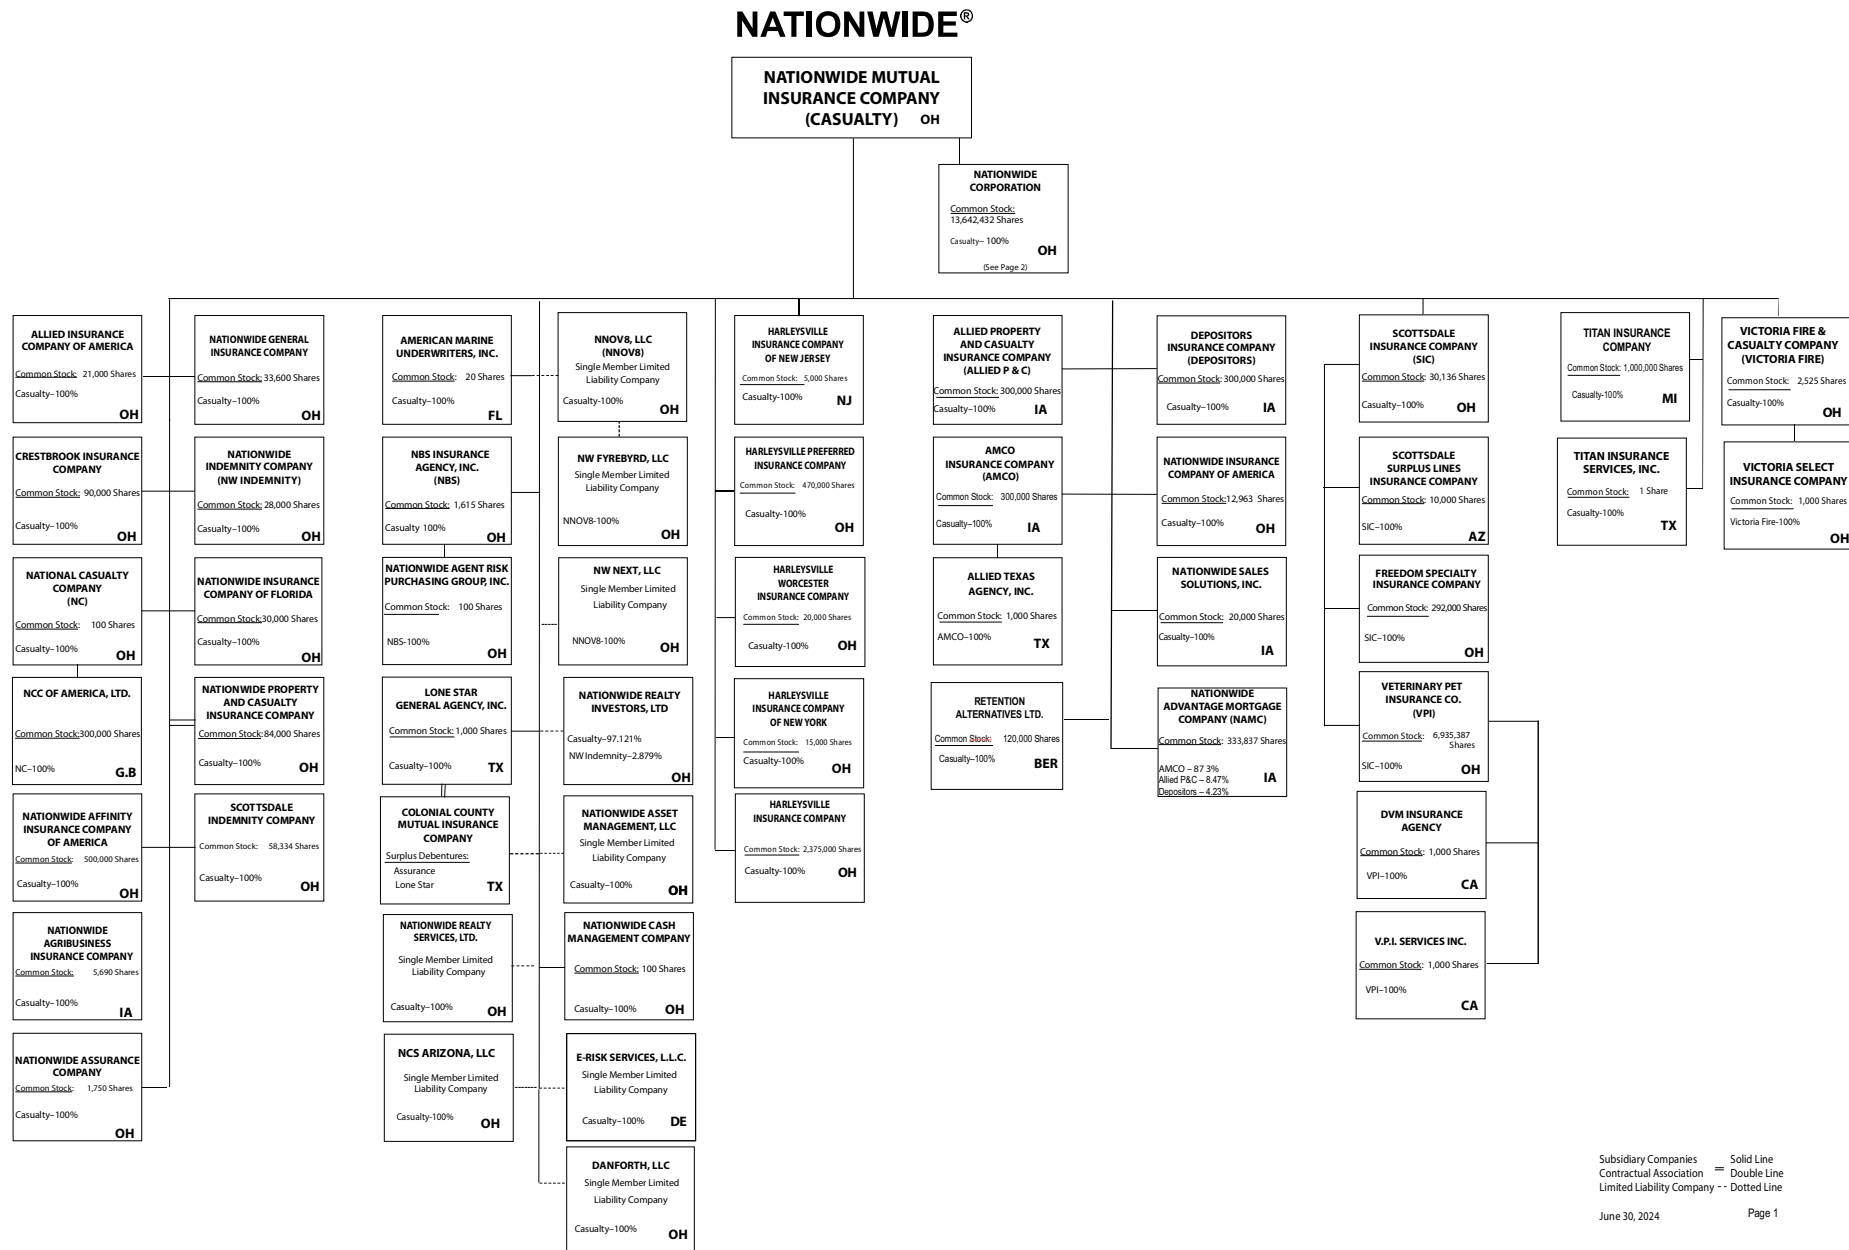 NATIONWIDE®
NATIONWIDE MUTUAL
INSURANCE COMPANY
(CASUALTY) OH
NATIONWIDE
CORPORATION
Common Stock:
13,642,432 Shares
Casualty– 100%
OH
(See Page 2)
ALLIED INSURANCE
COMPANY OF AMERICA
Common Stock: 21,000 Shares
Casualty–100%
OH
CRESTBROOK INSURANCE
COMPANY
Common Stock: 90,000 Shares
Casualty–100%
OH
NATIONAL CASUALTY
COMPANY
(NC)
Common Stock: 100 Shares
Casualty–100%
OH
NCC OF AMERICA, LTD.
Common Stock:300,000 Shares
NC–100%
G.B
NATIONWIDE AFFINITY
INSURANCE COMPANY
OF AMERICA
Common Stock: 500,000 Shares
Casualty–100%
OH
NATIONWIDE
AGRIBUSINESS
INSURANCE COMPANY
Common Stock: 5,690 Shares
Casualty–100%
IA
NATIONWIDE ASSURANCE
COMPANY
Common Stock: 1,750 Shares
Casualty–100%
OH
NATIONWIDE GENERAL
INSURANCE COMPANY
Common Stock: 33,600 Shares
Casualty–100%
OH
NATIONWIDE
INDEMNITY COMPANY
(NW INDEMNITY)
Common Stock: 28,000 Shares
Casualty–100%
OH
NATIONWIDE INSURANCE
COMPANY OF FLORIDA
Common Stock:30,000 Shares
Casualty–100%
OH
NATIONWIDE PROPERTY
AND CASUALTY
INSURANCE COMPANY
Common Stock:84,000 Shares
Casualty–100%
OH
SCOTTSDALE
INDEMNITY COMPANY
Common Stock: 58,334 Shares
Casualty–100%
OH
AMERICAN MARINE
UNDERWRITERS, INC.
Common Stock: 20 Shares
Casualty–100%
FL
NBS INSURANCE
AGENCY, INC.
(NBS)
Common Stock: 1,615 Shares
Casualty 100%
OH
NATIONWIDE AGENT RISK
PURCHASING GROUP, INC.
Common Stock: 100 Shares
NBS-100%
OH
LONE STAR
GENERAL AGENCY, INC.
Common Stock: 1,000 Shares
Casualty–100% TX
COLONIAL COUNTY
MUTUAL INSURANCE
COMPANY
Surplus Debentures:
Assurance
Lone Star TX
NATIONWIDE REALTY
SERVICES, LTD.
Single Member Limited
Liability Company
Casualty–100%
OH
NCS ARIZONA, LLC
Single Member Limited
Liability Company
Casualty-100%
OH
NNOV8, LLC
(NNOV8)
Single Member Limited
Liability Company
Casualty-100%
OH
NW FYREBYRD, LLC
Single Member Limited
Liability Company
NNOV8-100%
OH
NW NEXT, LLC
Single Member Limited
Liability Company
NNOV8-100%
OH
NATIONWIDE REALTY
INVESTORS, LTD
Casualty–97.121%
NW Indemnity–2.879%
OH
NATIONWIDE ASSET
MANAGEMENT, LLC
Single Member Limited
Liability Company
Casualty–100%
OH
NATIONWIDE CASH
MANAGEMENT COMPANY
Common Stock: 100 Shares
Casualty–100%
OH
E-RISK SERVICES, L.L.C.
Single Member Limited
Liability Company
Casualty–100% DE
DANFORTH, LLC
Single Member Limited
Liability Company
Casualty–100%
OH
HARLEYSVILLE
INSURANCE COMPANY
OF NEW JERSEY
Common Stock: 5,000 Shares
Casualty-100% NJ
HARLEYSVILLE PREFERRED
INSURANCE COMPANY
Common Stock: 470,000 Shares
Casualty-100%
OH
HARLEYSVILLE
WORCESTER
INSURANCE COMPANY
Common Stock: 20,000 Shares
Casualty-100% OH
HARLEYSVILLE
INSURANCE COMPANY
OF NEW YORK
Common Stock: 15,000 Shares
Casualty-100% OH
HARLEYSVILLE
INSURANCE COMPANY
Common Stock: 2,375,000 Shares
Casualty-100% OH
ALLIED PROPERTY
AND CASUALTY
INSURANCE COMPANY
(ALLIED P & C)
Common Stock: 300,000 Shares
Casualty–100% IA
AMCO
INSURANCE COMPANY
(AMCO)
Common Stock: 300,000 Shares
Casualty–100% IA
ALLIED TEXAS
AGENCY, INC.
Common Stock: 1,000 Shares
AMCO–100% TX
RETENTION
ALTERNATIVES LTD.
Common Stock: 120,000 Shares
Casualty–100% BER
DEPOSITORS
INSURANCE COMPANY
(DEPOSITORS)
Common Stock: 300,000 Shares
Casualty–100% IA
NATIONWIDE INSURANCE
COMPANY OF AMERICA
Common Stock:12,963 Shares
Casualty–100%
OH
NATIONWIDE SALES
SOLUTIONS, INC.
Common Stock: 20,000 Shares
Casualty–100%
IA
NATIONWIDE
ADVANTAGE MORTGAGE
COMPANY (NAMC)
Common Stock: 333,837 Shares
AMCO – 87 3%
Allied P&C – 8.47% IA
Depositors – 4.23%
SCOTTSDALE
INSURANCE COMPANY
(SIC)
Common Stock: 30,136 Shares
Casualty–100% OH
SCOTTSDALE
SURPLUS LINES
INSURANCE COMPANY
Common Stock: 10,000 Shares
SIC–100%
AZ
FREEDOM SPECIALTY
INSURANCE COMPANY
Common Stock: 292,000 Shares
SIC–100%
OH
VETERINARY PET
INSURANCE CO.
(VPI)
Common Stock: 6,935,387
Shares
SIC–100% OH
DVM INSURANCE
AGENCY
Common Stock: 1,000 Shares
VPI–100%
CA
V.P.I. SERVICES INC.
Common Stock: 1,000 Shares
VPI–100%
CA
TITAN INSURANCE
COMPANY
Common Stock: 1,000,000 Shares
Casualty-100% MI
TITAN INSURANCE
SERVICES, INC.
Common Stock: 1 Share
Casualty-100%
TX
VICTORIA FIRE &
CASUALTY COMPANY
(VICTORIA FIRE)
Common Stock: 2,525 Shares
Casualty-100%
OH
VICTORIA SELECT
INSURANCE COMPANY
Common Stock: 1,000 Shares
Victoria Fire-100%
OH
Subsidiary Companies Solid Line
Contractual Association = Double Line
Limited Liability Company -- Dotted Line
June 30, 2024 Page 1